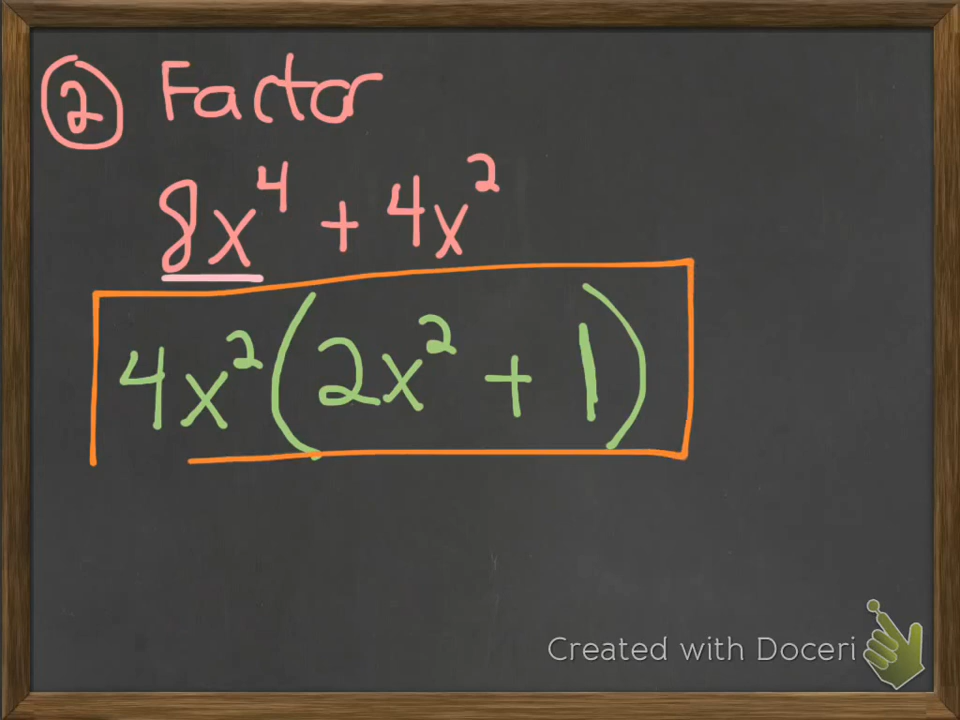 ② Factor
8x⁴ + 4x²
4x²(2x² + 1)
Created with Doceri